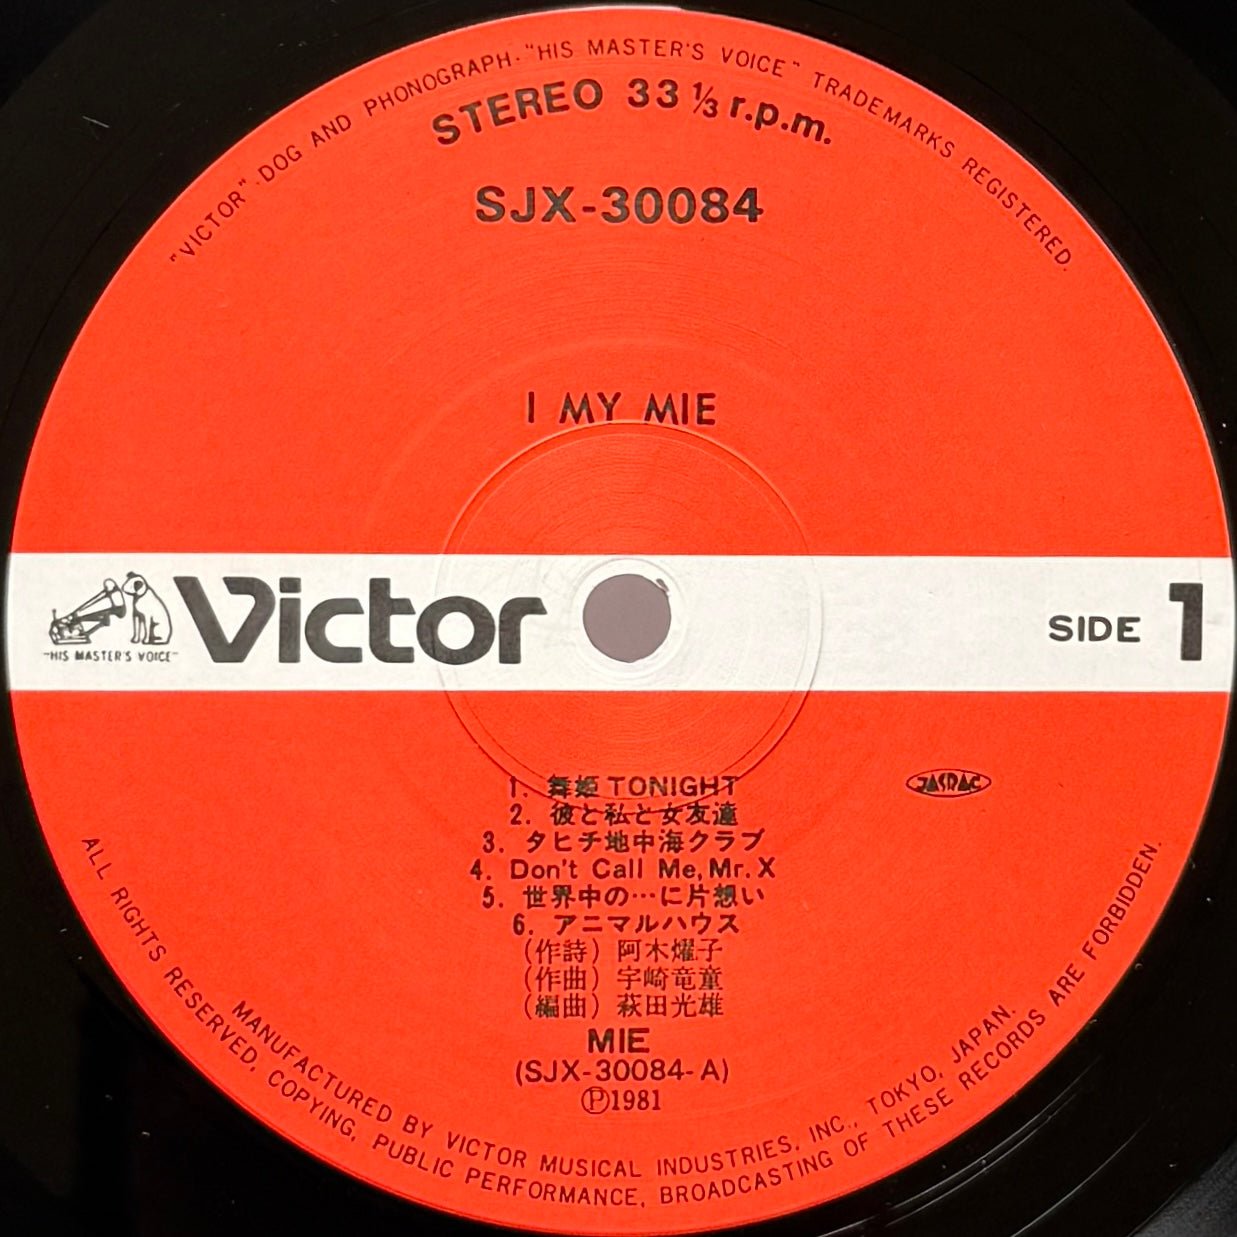 "VICTOR" DOG AND PHONOGRAPH · "HIS MASTER'S VOICE" TRADEMARKS REGISTERED.
STEREO 33 ⅓ r.p.m.
SJX-30084
I MY MIE
Victor
"HIS MASTER'S VOICE"
SIDE 1
1. 舞姫 TONIGHT
2. 彼と私と女友達
3. タヒチ地中海クラブ
4. Don't Call Me, Mr. X
5. 世界中の…に片想い
6. アニマルハウス
JASRAC
(作詩) 阿木燿子
(作曲) 宇崎竜童
(編曲) 萩田光雄
MIE
(SJX-30084-A)
Ⓟ1981
MANUFACTURED BY VICTOR MUSICAL INDUSTRIES, INC., TOKYO, JAPAN.
ALL RIGHTS RESERVED, COPYING, PUBLIC PERFORMANCE, BROADCASTING OF THESE RECORDS ARE FORBIDDEN.